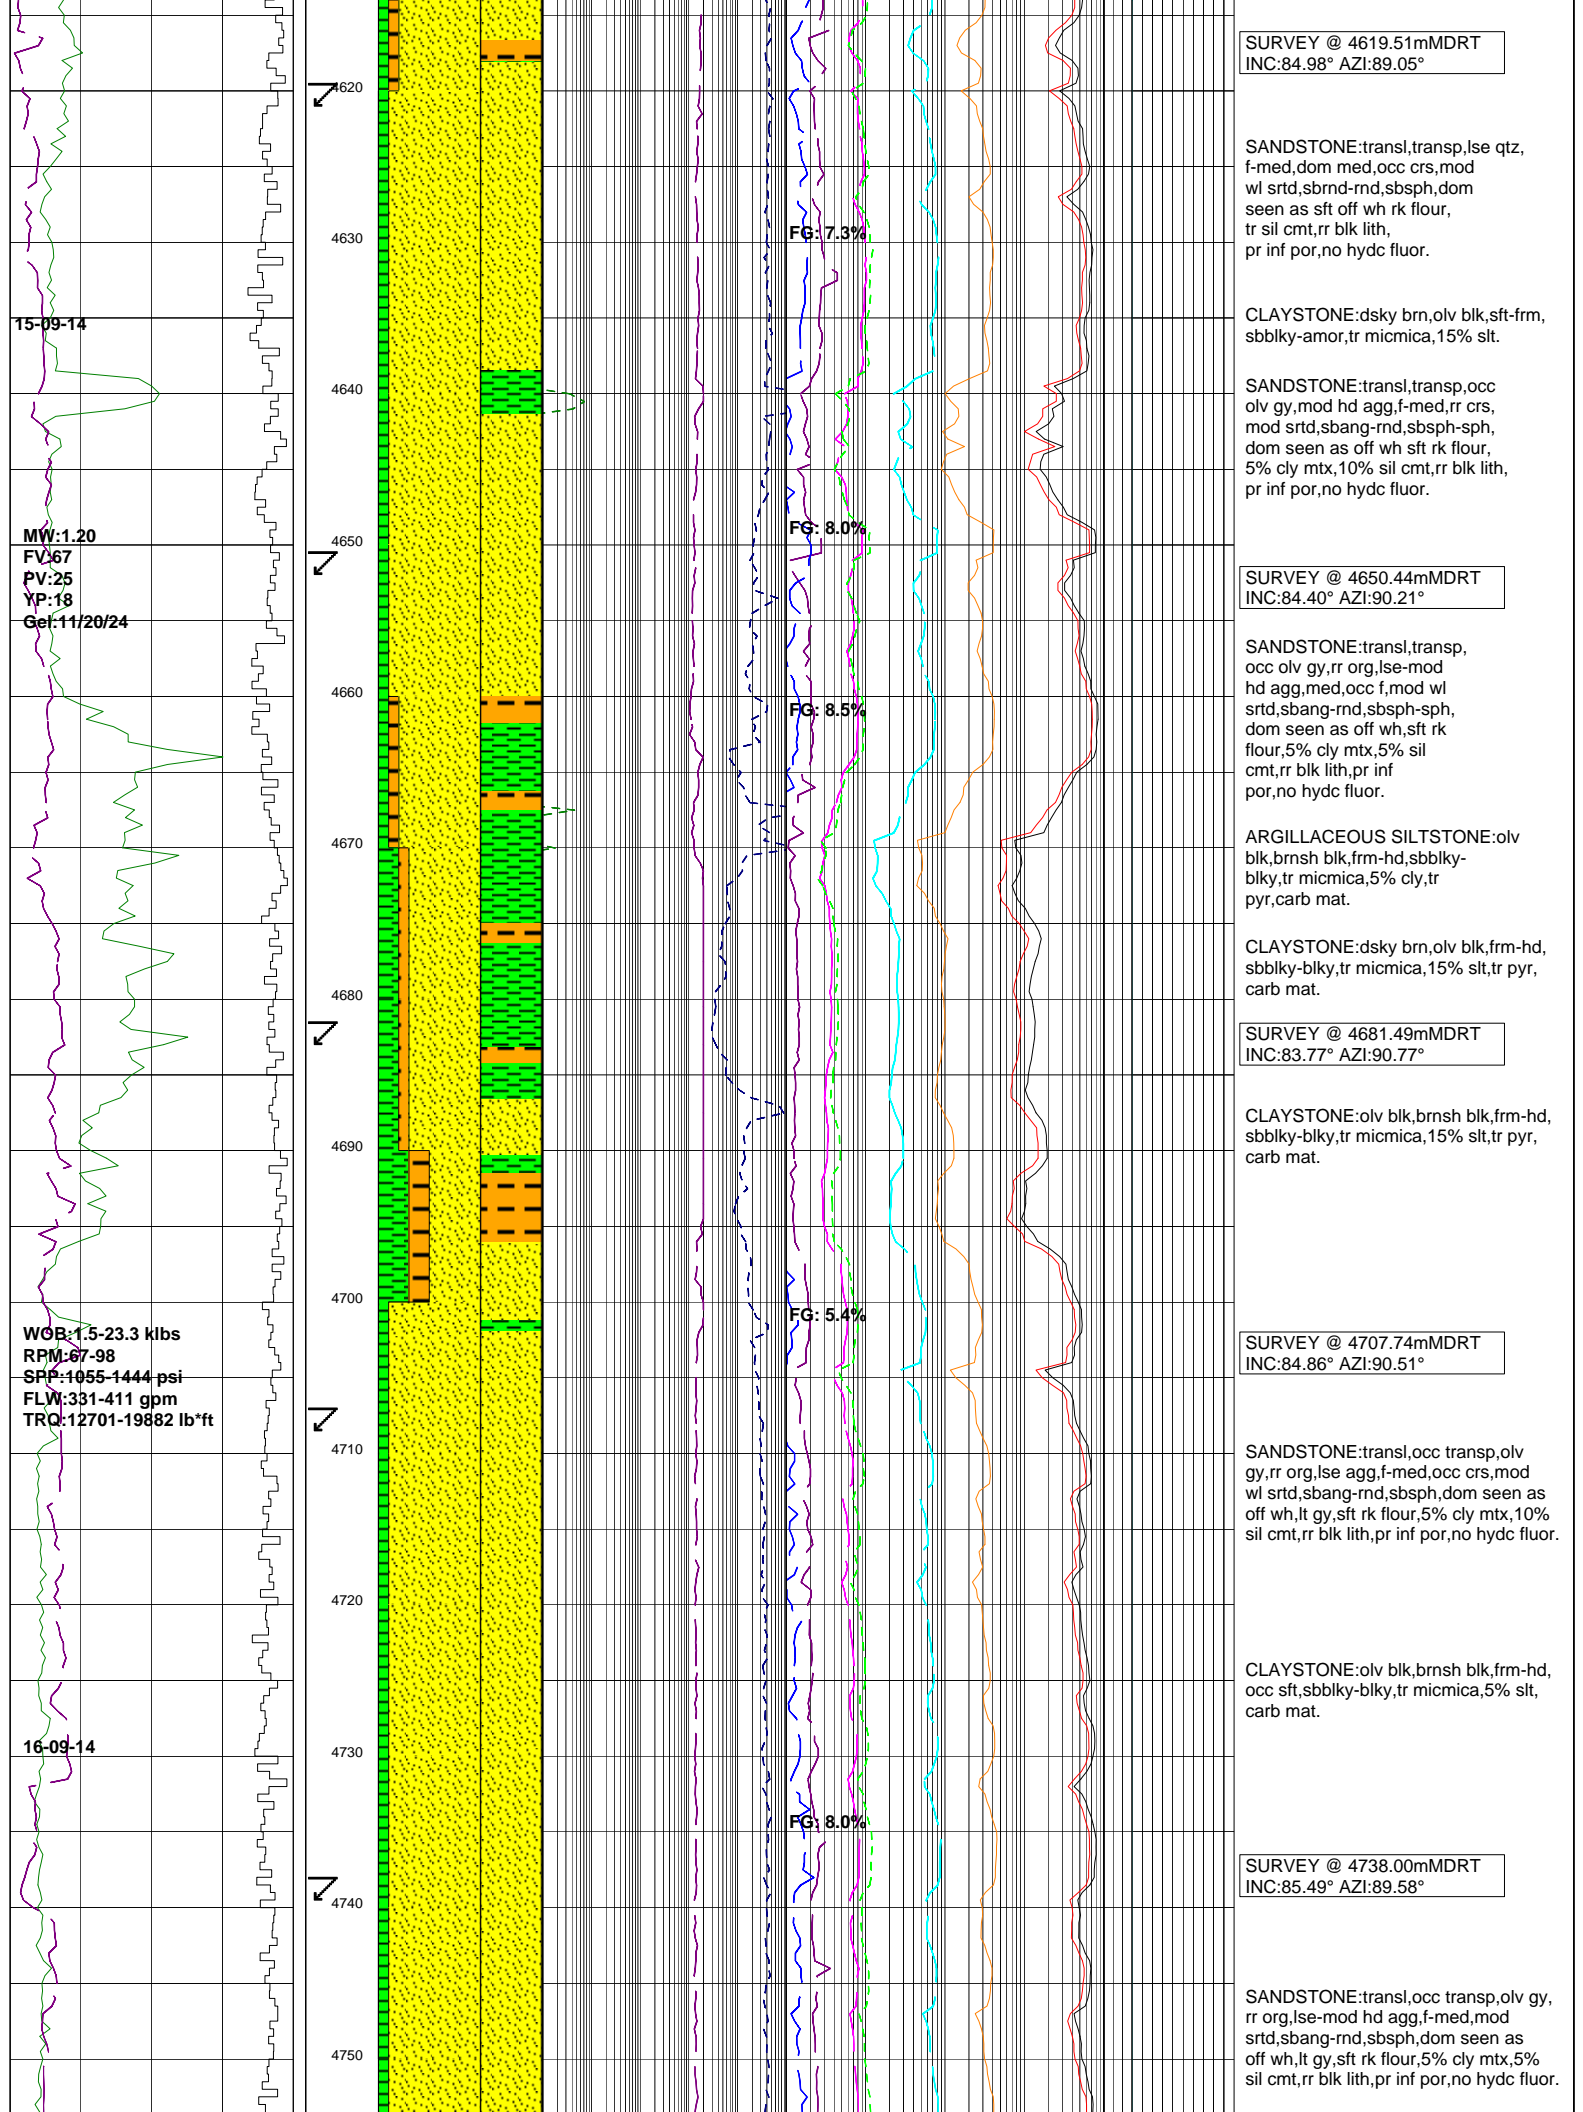 SURVEY @ 4619.51mMDRT
INC:84.98° AZI:89.05°
4620
SANDSTONE:transl,transp,lse qtz,
f-med,dom med,occ crs,mod
wl srtd,sbrnd-rnd,sbsph,dom
seen as sft off wh rk flour,
tr sil cmt,rr blk lith,
pr inf por,no hydc fluor.
FG: 7.3%
4630
15-09-14
CLAYSTONE:dsky brn,olv blk,sft-frm,
sbblky-amor,tr micmica,15% slt.
4640
SANDSTONE:transl,transp,occ
olv gy,mod hd agg,f-med,rr crs,
mod srtd,sbang-rnd,sbsph-sph,
dom seen as off wh sft rk flour,
5% cly mtx,10% sil cmt,rr blk lith,
pr inf por,no hydc fluor.
FG: 8.0%
4650
MW:1.20
FV:67
PV:25
YP:18
Gel:11/20/24
SURVEY @ 4650.44mMDRT
INC:84.40° AZI:90.21°
SANDSTONE:transl,transp,
occ olv gy,rr org,lse-mod
hd agg,med,occ f,mod wl
srtd,sbang-rnd,sbsph-sph,
dom seen as off wh,sft rk
flour,5% cly mtx,5% sil
cmt,rr blk lith,pr inf
por,no hydc fluor.
4660
FG: 8.5%
ARGILLACEOUS SILTSTONE:olv
blk,brnsh blk,frm-hd,sbblky-
blky,tr micmica,5% cly,tr
pyr,carb mat.
4670
CLAYSTONE:dsky brn,olv blk,frm-hd,
sbblky-blky,tr micmica,15% slt,tr pyr,
carb mat.
4680
SURVEY @ 4681.49mMDRT
INC:83.77° AZI:90.77°
CLAYSTONE:olv blk,brnsh blk,frm-hd,
sbblky-blky,tr micmica,15% slt,tr pyr,
carb mat.
4690
4700
FG: 5.4%
WOB:1.5-23.3 klbs
RPM:67-98
SPP:1055-1444 psi
FLW:331-411 gpm
TRQ:12701-19882 lb*ft
SURVEY @ 4707.74mMDRT
INC:84.86° AZI:90.51°
4710
SANDSTONE:transl,occ transp,olv
gy,rr org,lse agg,f-med,occ crs,mod
wl srtd,sbang-rnd,sbsph,dom seen as
off wh,lt gy,sft rk flour,5% cly mtx,10%
sil cmt,rr blk lith,pr inf por,no hydc fluor.
4720
CLAYSTONE:olv blk,brnsh blk,frm-hd,
occ sft,sbblky-blky,tr micmica,5% slt,
carb mat.
16-09-14
4730
FG: 8.0%
SURVEY @ 4738.00mMDRT
INC:85.49° AZI:89.58°
4740
SANDSTONE:transl,occ transp,olv gy,
rr org,lse-mod hd agg,f-med,mod
srtd,sbang-rnd,sbsph,dom seen as
off wh,lt gy,sft rk flour,5% cly mtx,5%
sil cmt,rr blk lith,pr inf por,no hydc fluor.
4750